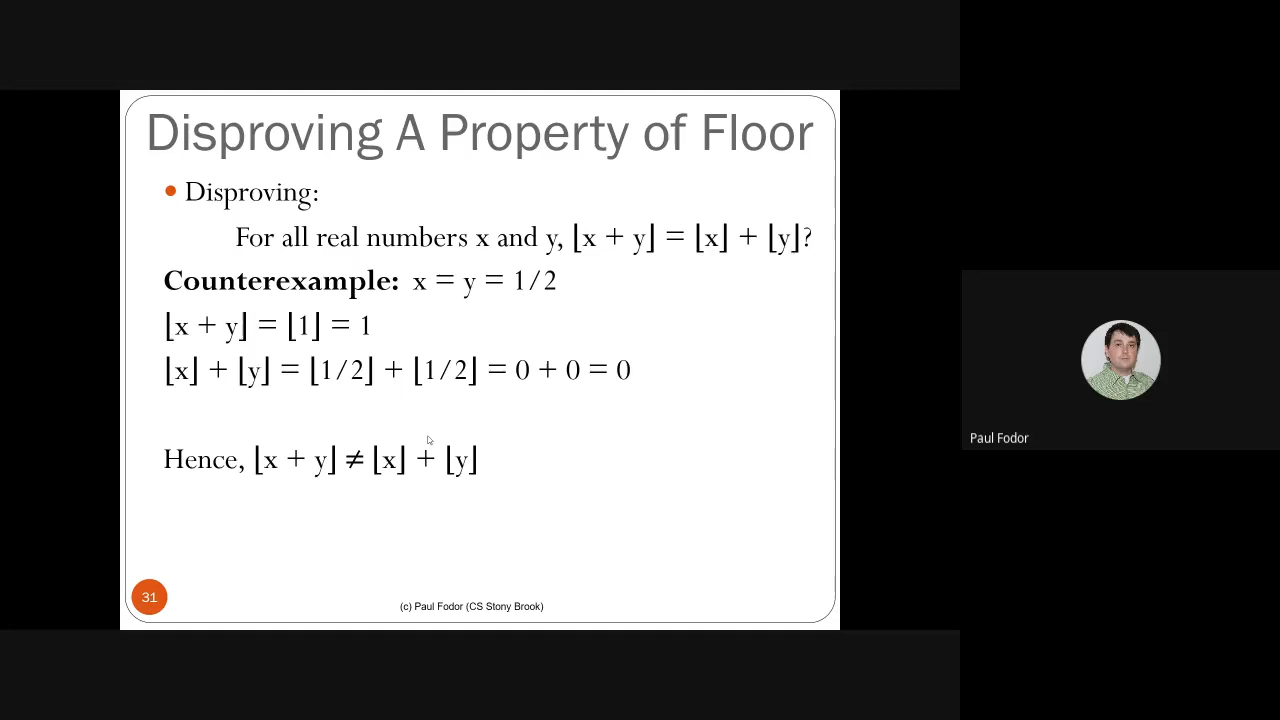 Disproving A Property of Floor
Disproving:
For all real numbers x and y, ⌊x + y⌋ = ⌊x⌋ + ⌊y⌋?
Counterexample: x = y = 1/2
⌊x + y⌋ = ⌊1⌋ = 1
⌊x⌋ + ⌊y⌋ = ⌊1/2⌋ + ⌊1/2⌋ = 0 + 0 = 0
Hence, ⌊x + y⌋ ≠ ⌊x⌋ + ⌊y⌋
31
(c) Paul Fodor (CS Stony Brook)
Paul Fodor